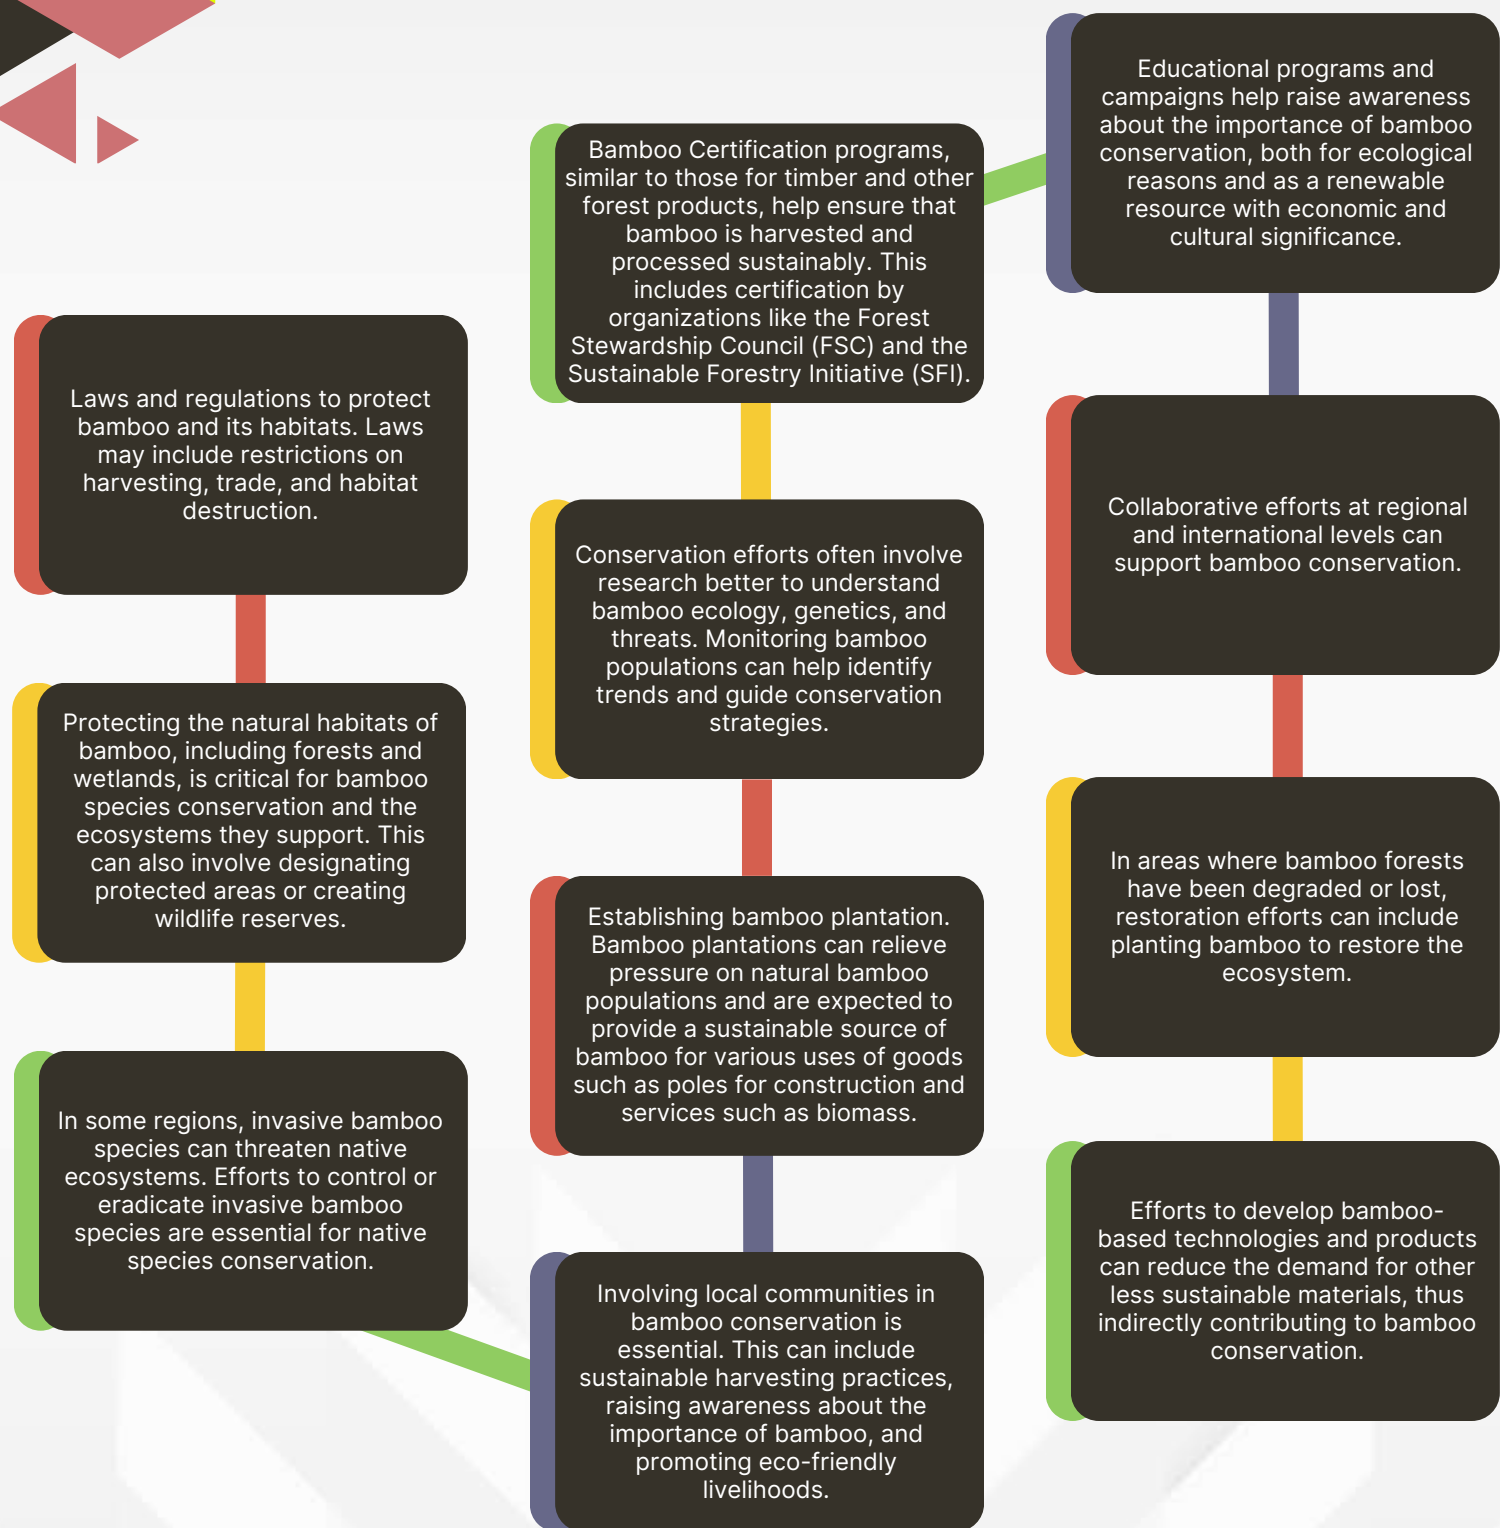 Laws and regulations to protect
bamboo and its habitats. Laws
may include restrictions on
harvesting, trade, and habitat
destruction.
Protecting the natural habitats of
bamboo, including forests and
wetlands, is critical for bamboo
species conservation and the
ecosystems they support. This
can also involve designating
protected areas or creating
wildlife reserves.
In some regions, invasive bamboo
species can threaten native
ecosystems. Efforts to control or
eradicate invasive bamboo
species are essential for native
species conservation.
Involving local communities in
bamboo conservation is
essential. This can include
sustainable harvesting practices,
raising awareness about the
importance of bamboo, and
promoting eco-friendly
livelihoods.
Establishing bamboo plantation.
Bamboo plantations can relieve
pressure on natural bamboo
populations and are expected to
provide a sustainable source of
bamboo for various uses of goods
such as poles for construction and
services such as biomass.
Conservation efforts often involve
research better to understand
bamboo ecology, genetics, and
threats. Monitoring bamboo
populations can help identify
trends and guide conservation
strategies.
Bamboo Certification programs,
similar to those for timber and other
forest products, help ensure that
bamboo is harvested and
processed sustainably. This
includes certification by
organizations like the Forest
Stewardship Council (FSC) and the
Sustainable Forestry Initiative (SFI).
Educational programs and
campaigns help raise awareness
about the importance of bamboo
conservation, both for ecological
reasons and as a renewable
resource with economic and
cultural significance.
Collaborative efforts at regional
and international levels can
support bamboo conservation.
In areas where bamboo forests
have been degraded or lost,
restoration efforts can include
planting bamboo to restore the
ecosystem.
Efforts to develop bamboo-
based technologies and products
can reduce the demand for other
less sustainable materials, thus
indirectly contributing to bamboo
conservation.